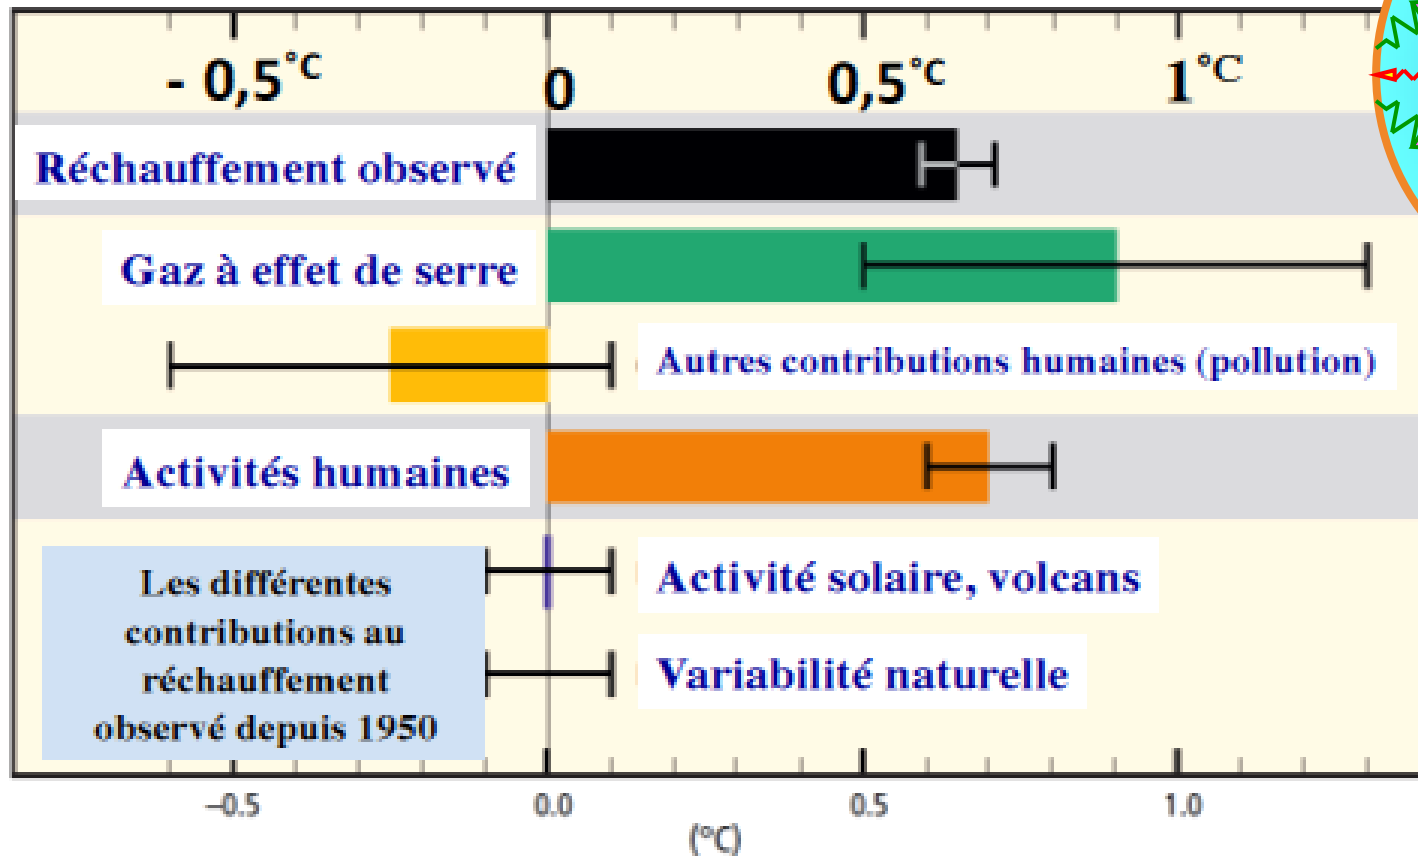 - 0,5°C 0 0,5°C 1°C
Réchauffement observé
Gaz à effet de serre
Autres contributions humaines (pollution)
Activités humaines
Activité solaire, volcans
Variabilité naturelle
Les différentes
contributions au
réchauffement
observé depuis 1950
–0.5 0.0 0.5 1.0
(°C)